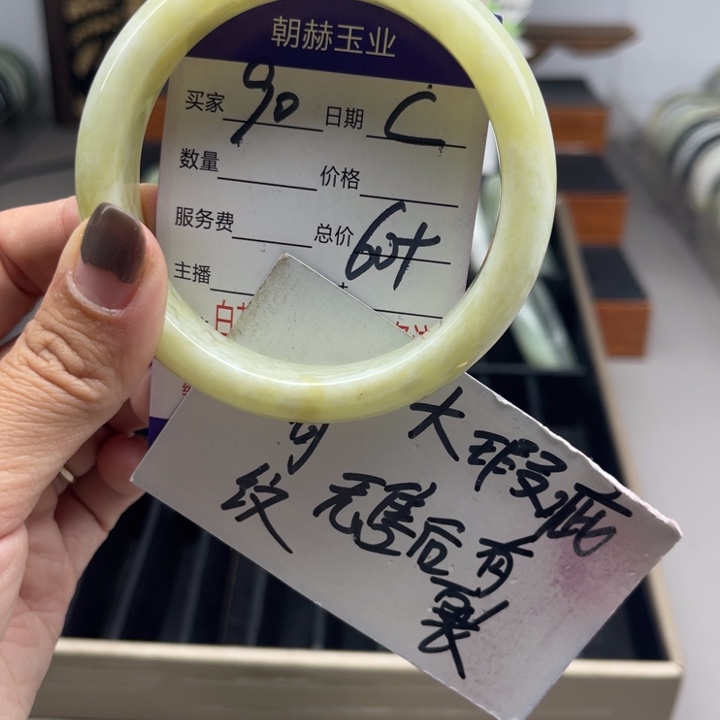 朝赫玉业
买家 90 日期 C
数量 价格
服务费 总价
主播
大瑕疵
无售后有
裂
纹